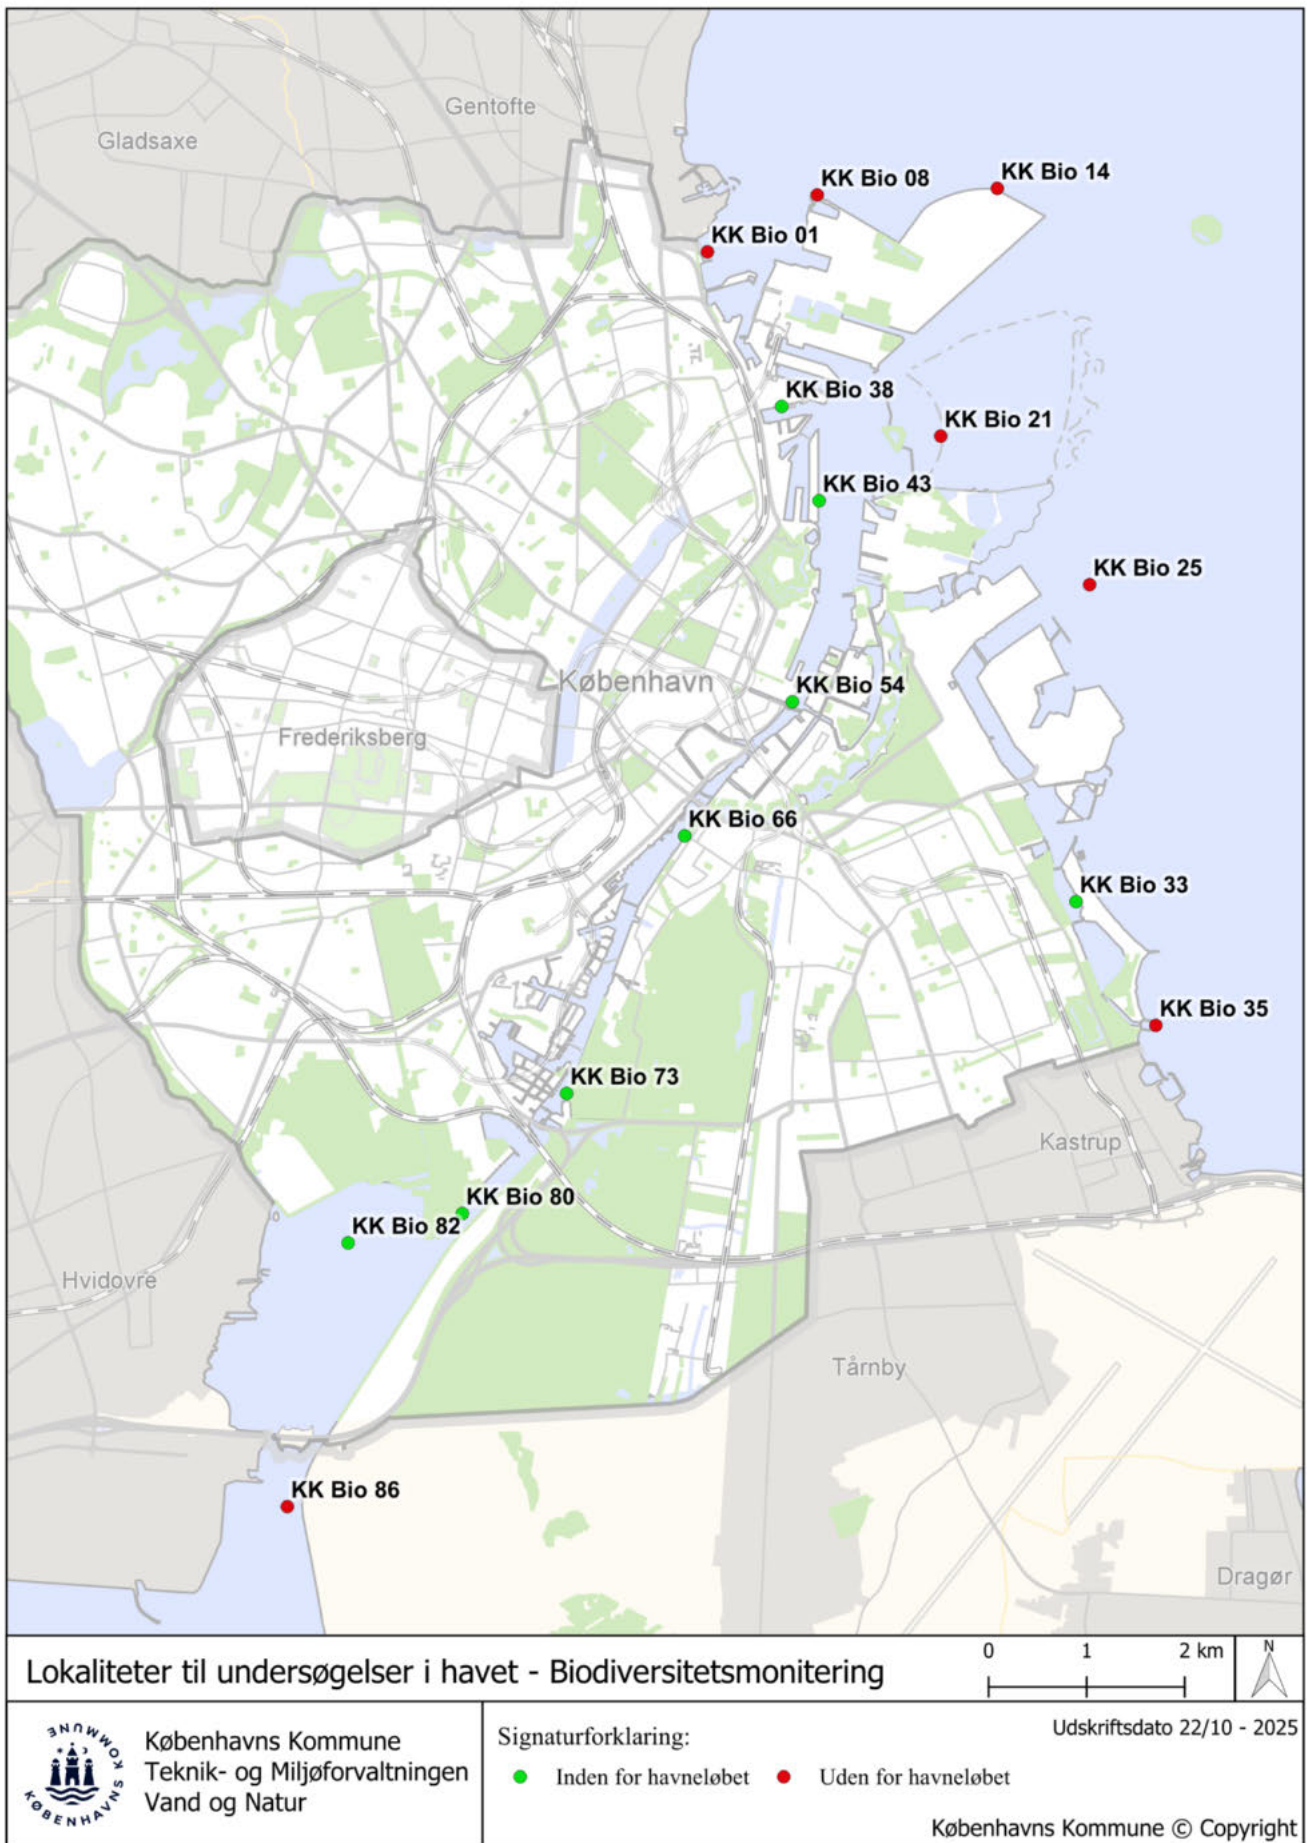 Gentofte
Gladsaxe
KK Bio 08
KK Bio 14
KK Bio 01
KK Bio 38
KK Bio 21
KK Bio 43
KK Bio 25
København
KK Bio 54
Frederiksberg
KK Bio 66
KK Bio 33
KK Bio 35
KK Bio 73
Kastrup
KK Bio 80
KK Bio 82
Hvidovre
Tårnby
KK Bio 86
Dragør
Lokaliteter til undersøgelser i havet - Biodiversitetsmonitering
0 1 2 km
N
KØBENHAVNS KOMMUNE
Københavns Kommune
Teknik- og Miljøforvaltningen
Vand og Natur
Signaturforklaring:
Inden for havneløbet
Uden for havneløbet
Udskriftsdato 22/10 - 2025
Københavns Kommune © Copyright